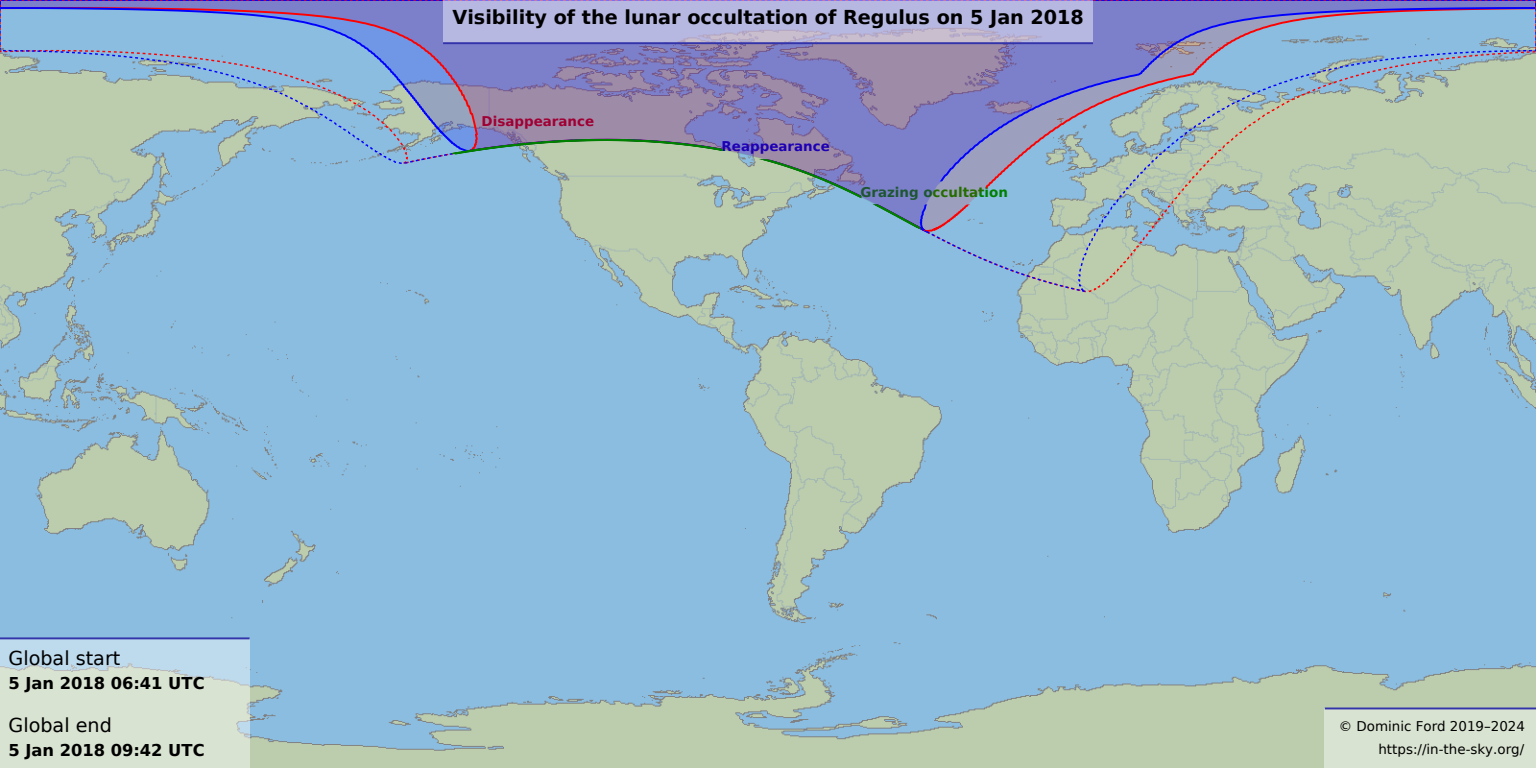 Visibility of the lunar occultation of Regulus on 5 Jan 2018
Disappearance
Reappearance
Grazing occultation
Global start
5 Jan 2018 06:41 UTC
Global end
5 Jan 2018 09:42 UTC
© Dominic Ford 2019–2024
https://in-the-sky.org/